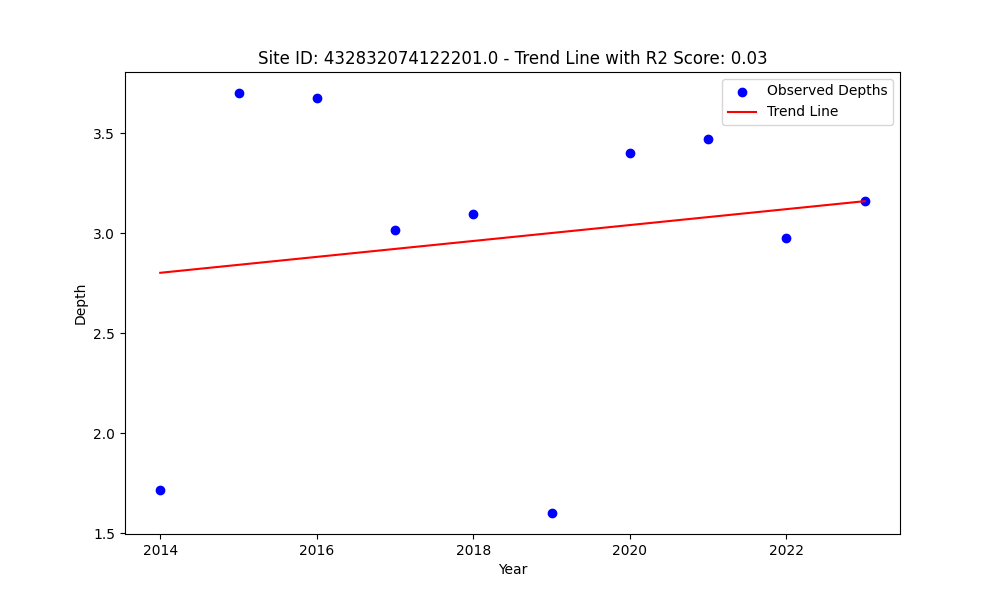 Site ID: 432832074122201.0 - Trend Line with R2 Score: 0.03
Observed Depths
Trend Line
3.5
3.0
2.5
2.0
1.5
Depth
2014
2016
2018
2020
2022
Year